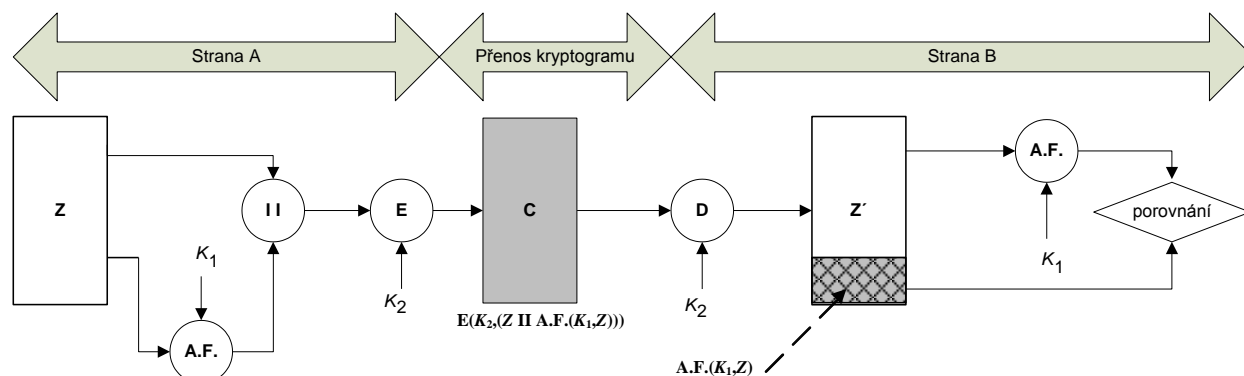 Strana A
Přenos kryptogramu
Strana B
Z
I I
E
C
D
Z´
A.F.
porovnání
K1
K2
K2
K1
A.F.
E(K2,(Z II A.F.(K1,Z)))
A.F.(K1,Z)